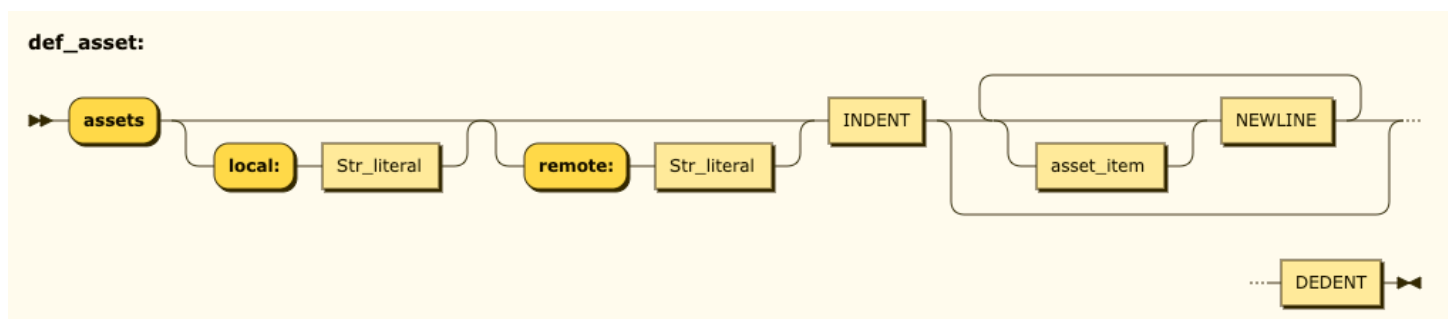 def_asset:
assets INDENT NEWLINE
local: Str_literal remote: Str_literal asset_item
DEDENT